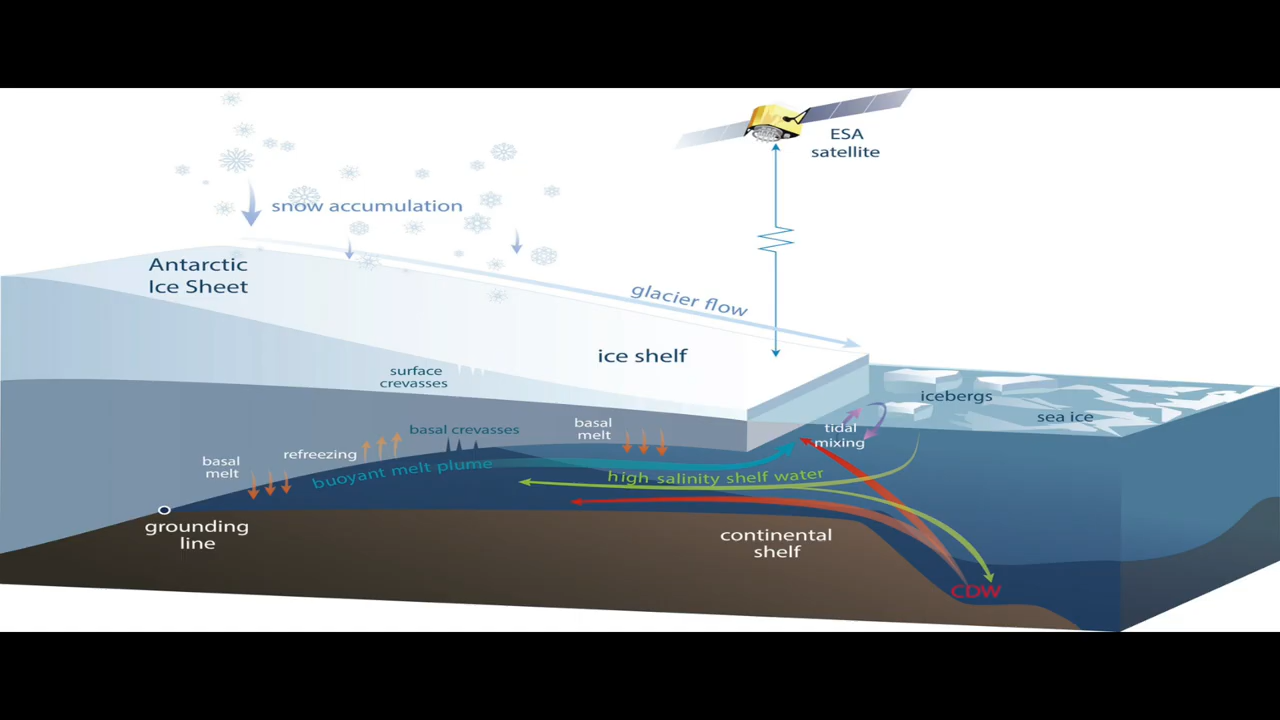 ESA
satellite
snow accumulation
Antarctic
Ice Sheet
glacier flow
ice shelf
surface
crevasses
icebergs
sea ice
basal crevasses
basal
melt
tidal
mixing
refreezing
basal
melt
buoyant melt plume
high salinity shelf water
grounding
line
continental
shelf
CDW